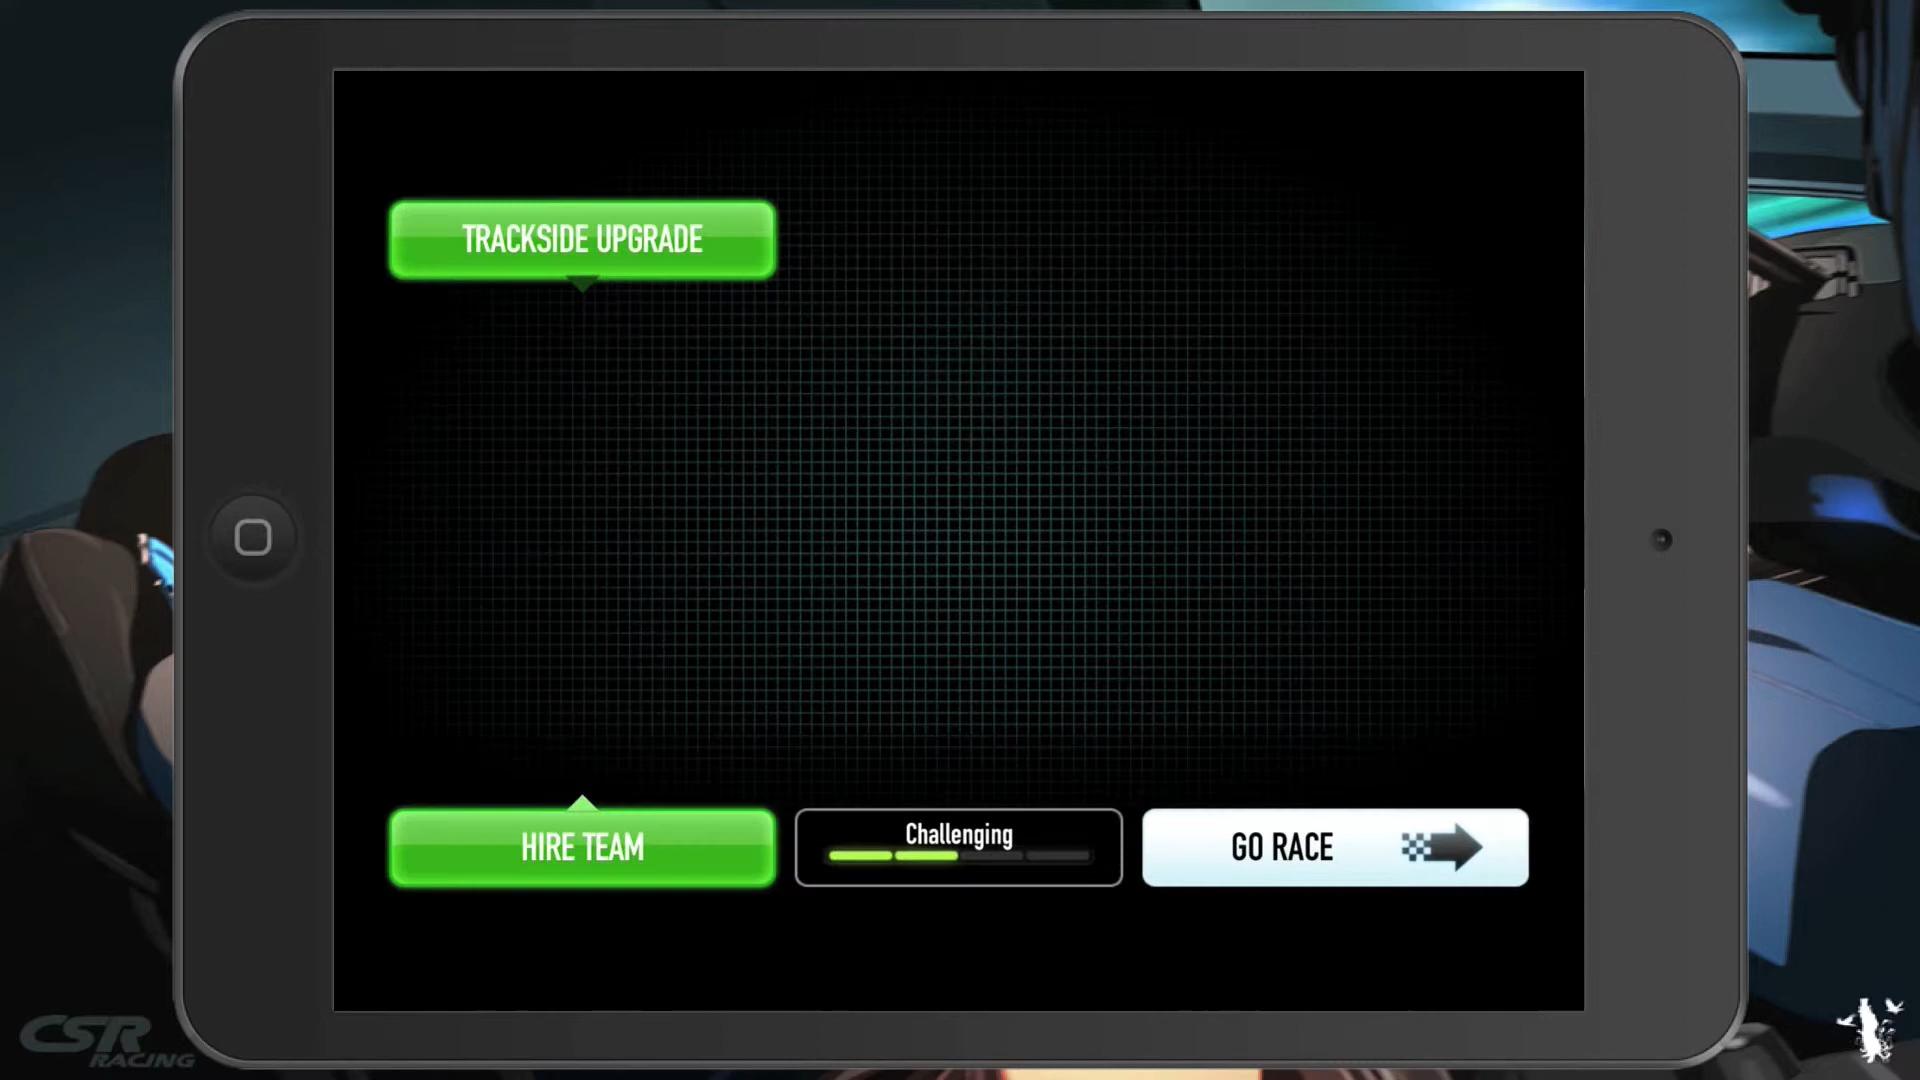 TRACKSIDE UPGRADE
HIRE TEAM
Challenging
GO RACE
CSR
RACING